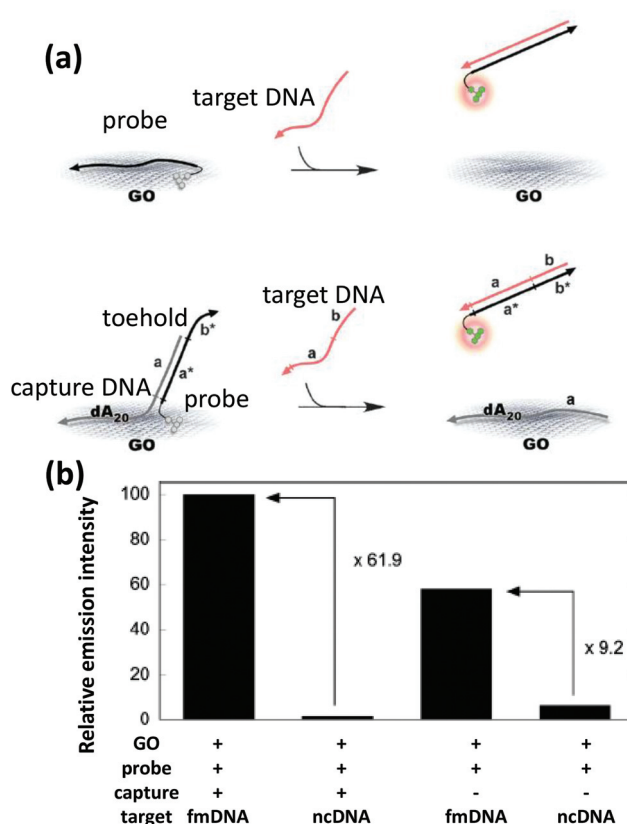 (a)
target DNA
probe
GO
GO
target DNA
toehold
b*
a
a*
capture DNA
probe
dA20
GO
b
a
b
a
a*
b*
dA20
a
GO
(b)
Relative emission intensity
100
80
60
40
20
0
x 61.9
x 9.2
GO + + + +
probe + + + +
capture + + - -
target fmDNA ncDNA fmDNA ncDNA